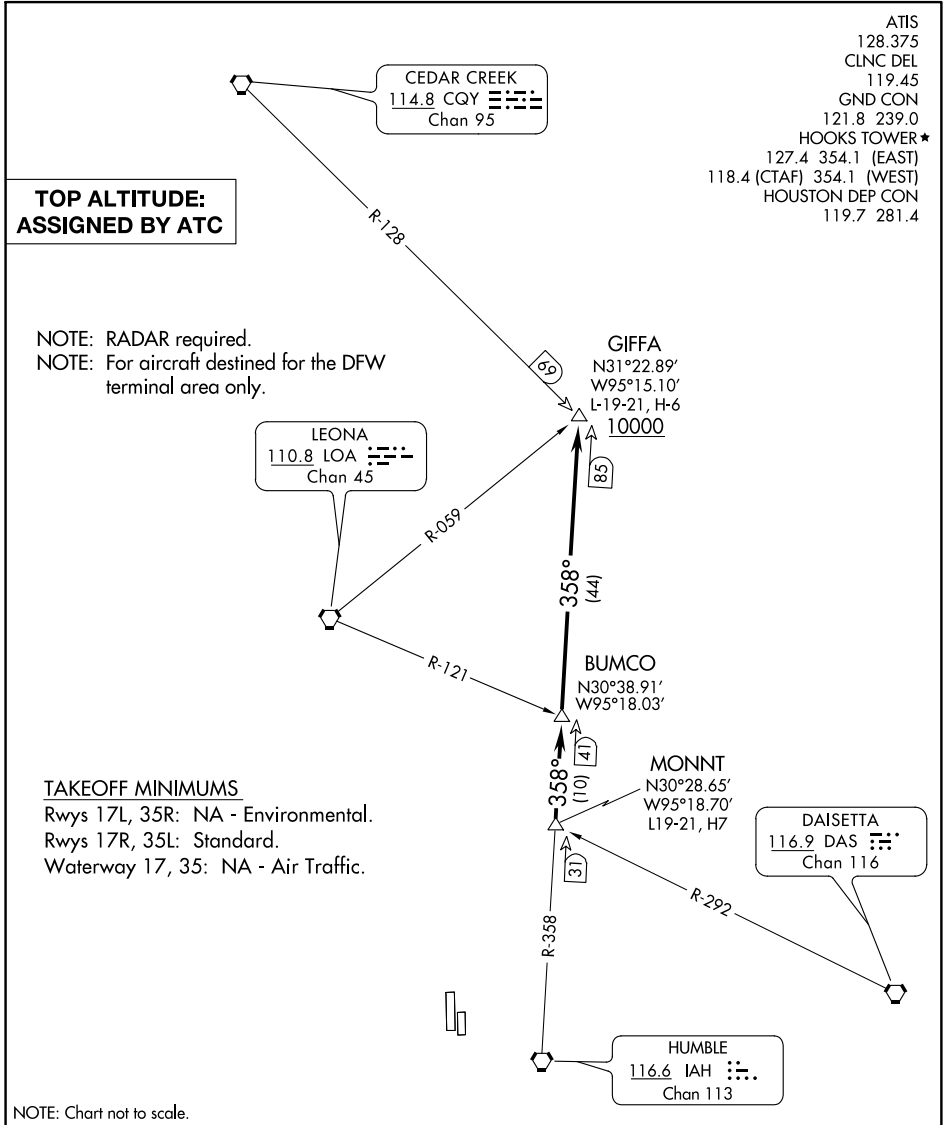 ATIS
128.375
CLNC DEL
119.45
GND CON
121.8 239.0
HOOKS TOWER★
127.4 354.1 (EAST)
118.4 (CTAF) 354.1 (WEST)
HOUSTON DEP CON
119.7 281.4
CEDAR CREEK
114.8 CQY
Chan 95
TOP ALTITUDE:
ASSIGNED BY ATC
R-128
NOTE: RADAR required.
NOTE: For aircraft destined for the DFW
terminal area only.
69
GIFFA
N31°22.89'
W95°15.10'
L-19-21, H-6
10000
LEONA
110.8 LOA
Chan 45
85
R-059
358°
(44)
R-121
BUMCO
N30°38.91'
W95°18.03'
41
358°
(10)
MONNT
N30°28.65'
W95°18.70'
L19-21, H7
TAKEOFF MINIMUMS
Rwys 17L, 35R: NA - Environmental.
Rwys 17R, 35L: Standard.
Waterway 17, 35: NA - Air Traffic.
DAISETTA
116.9 DAS
Chan 116
31
R-292
R-358
HUMBLE
116.6 IAH
Chan 113
NOTE: Chart not to scale.